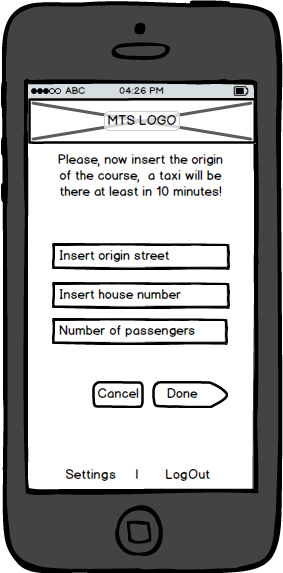 ABC 04:26 PM
MTS LOGO
Please, now insert the origin
of the course, a taxi will be
there at least in 10 minutes!
Insert origin street
Insert house number
Number of passengers
Cancel Done
Settings | LogOut